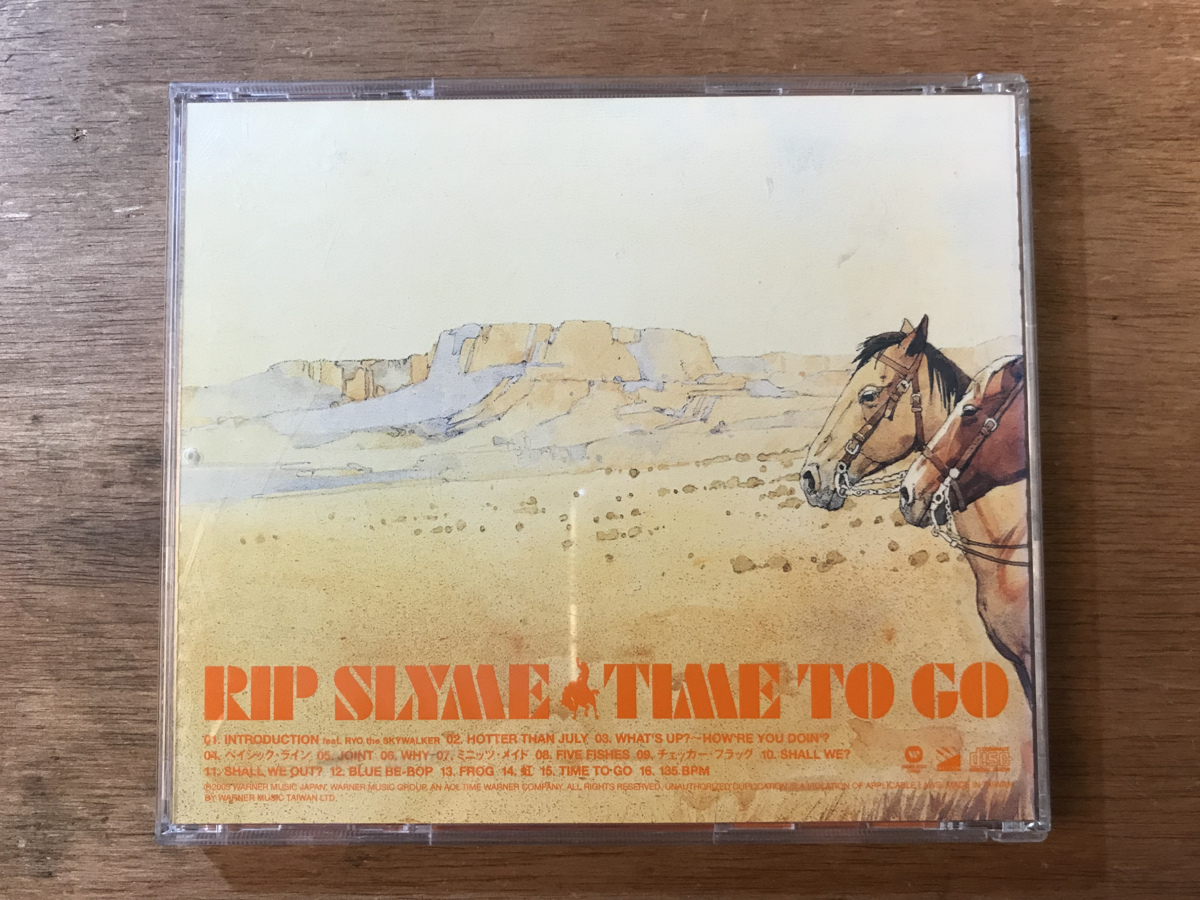 RIP SLYME TIME TO GO
01. INTRODUCTION feat. RYO the SKYWALKER 02. HOTTER THAN JULY 03. WHAT'S UP?~HOW'RE YOU DOIN'?
04. ベイシック・ライン 05. JOINT 06. WHY 07. ミニッツ・メイド 08. FIVE FISHES 09. チェッカー・フラッグ 10. SHALL WE?
11. SHALL WE OUT? 12. BLUE BE-BOP 13. FROG 14. 虹 15. TIME TO GO 16. 135 BPM
WARNER MUSIC JAPAN, WARNER MUSIC GROUP, AN AOL TIME WARNER COMPANY. ALL RIGHTS RESERVED. UNAUTHORIZED DUPLICATION IS A VIOLATION OF APPLICABLE LAWS. MADE IN TAIWAN
BY WARNER MUSIC TAIWAN LTD.